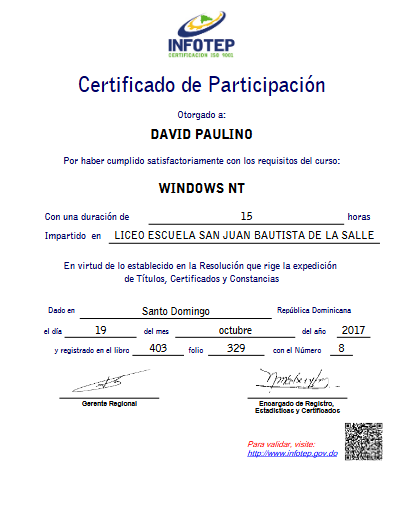 INFOTEP
CERTIFICACION ISO 9001
Certificado de Participación
Otorgado a:
DAVID PAULINO
Por haber cumplido satisfactoriamente con los requisitos del curso:
WINDOWS NT
Con una duración de 15 horas
Impartido en LICEO ESCUELA SAN JUAN BAUTISTA DE LA SALLE
En virtud de lo establecido en la Resolución que rige la expedición
de Títulos, Certificados y Constancias
Dado en Santo Domingo República Dominicana
el día 19 del mes octubre del año 2017
y registrado en el libro 403 folio 329 con el Número 8
Gerente Regional
Encargado de Registro,
Estadísticas y Certificados
Para validar, visite:
http://www.infotep.gov.do